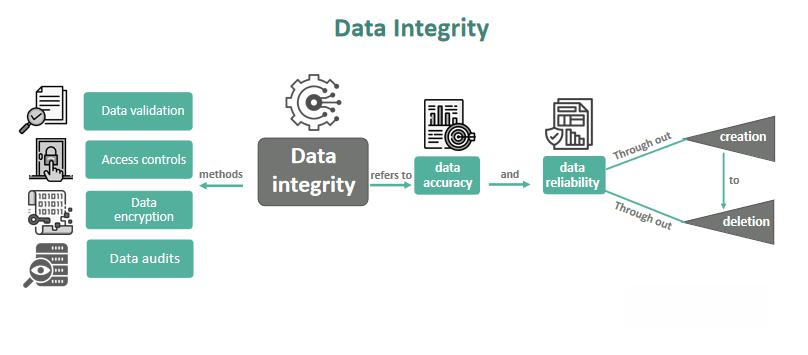 Data Integrity
Data validation
Access controls
Data
encryption
Data audits
methods
Data
integrity
refers to
data
accuracy
and
data
reliability
Through out
Through out
creation
to
deletion